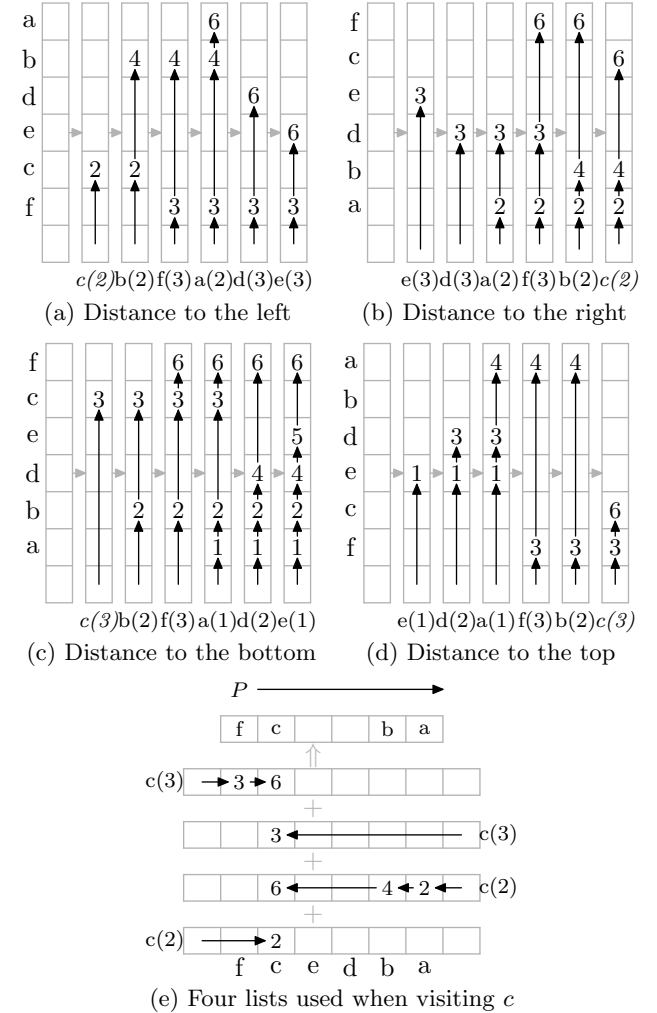 a 6
b 4 4 4
d 6
e 6
c 2 2
f 3 3 3 3
c(2) b(2) f(3) a(2) d(3) e(3)
(a) Distance to the left
f 6 6
c 6
e 3
d 3 3 3
b 4 4
a 2 2 2 2
e(3) d(3) a(2) f(3) b(2) c(2)
(b) Distance to the right
f 6 6 6 6
c 3 3 3 3
e 5
d 4 4
b 2 2 2 2 2
a 1 1 1
c(3) b(2) f(3) a(1) d(2) e(1)
(c) Distance to the bottom
a 4 4 4
b
d 3 3
e 1 1 1
c 6
f 3 3 3
e(1) d(2) a(1) f(3) b(2) c(3)
(d) Distance to the top
P
f c b a
c(3) 3 6
+
3 c(3)
+
6 4 2 c(2)
+
c(2) 2
f c e d b a
(e) Four lists used when visiting c